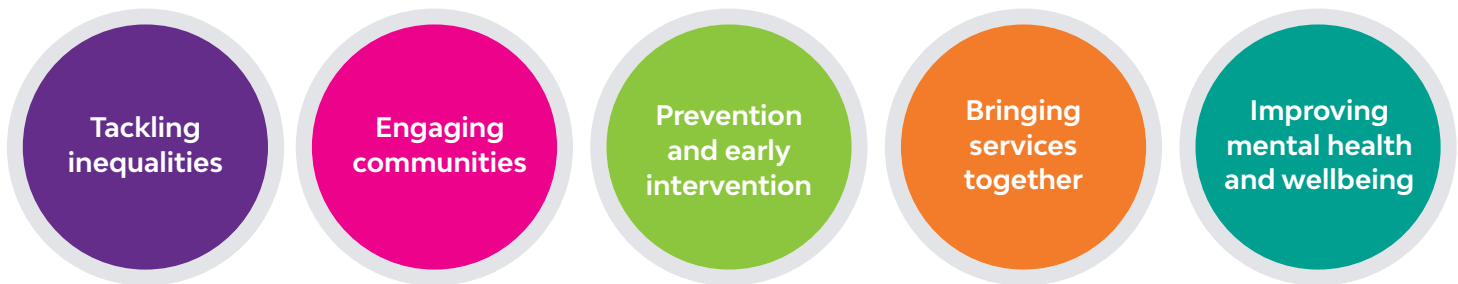 Tackling
inequalities
Engaging
communities
Prevention
and early
intervention
Bringing
services
together
Improving
mental health
and wellbeing